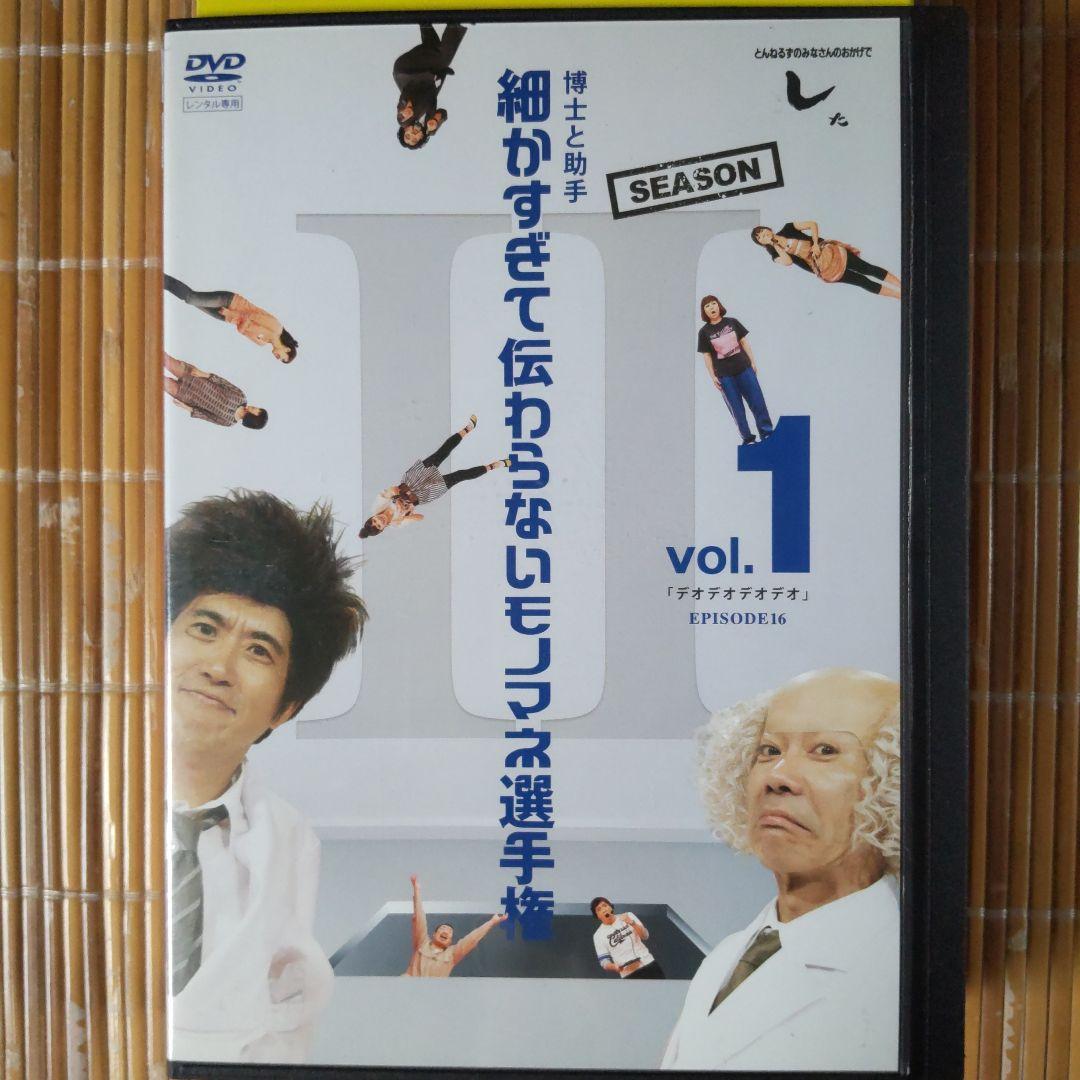 DVD
VIDEO
レンタル専用
とんねるずのみなさんのおかげで
した
博士と助手
細かすぎて伝わらないモノマネ選手権
SEASON
II
vol.1
「デオデオデオデオ」
EPISODE16